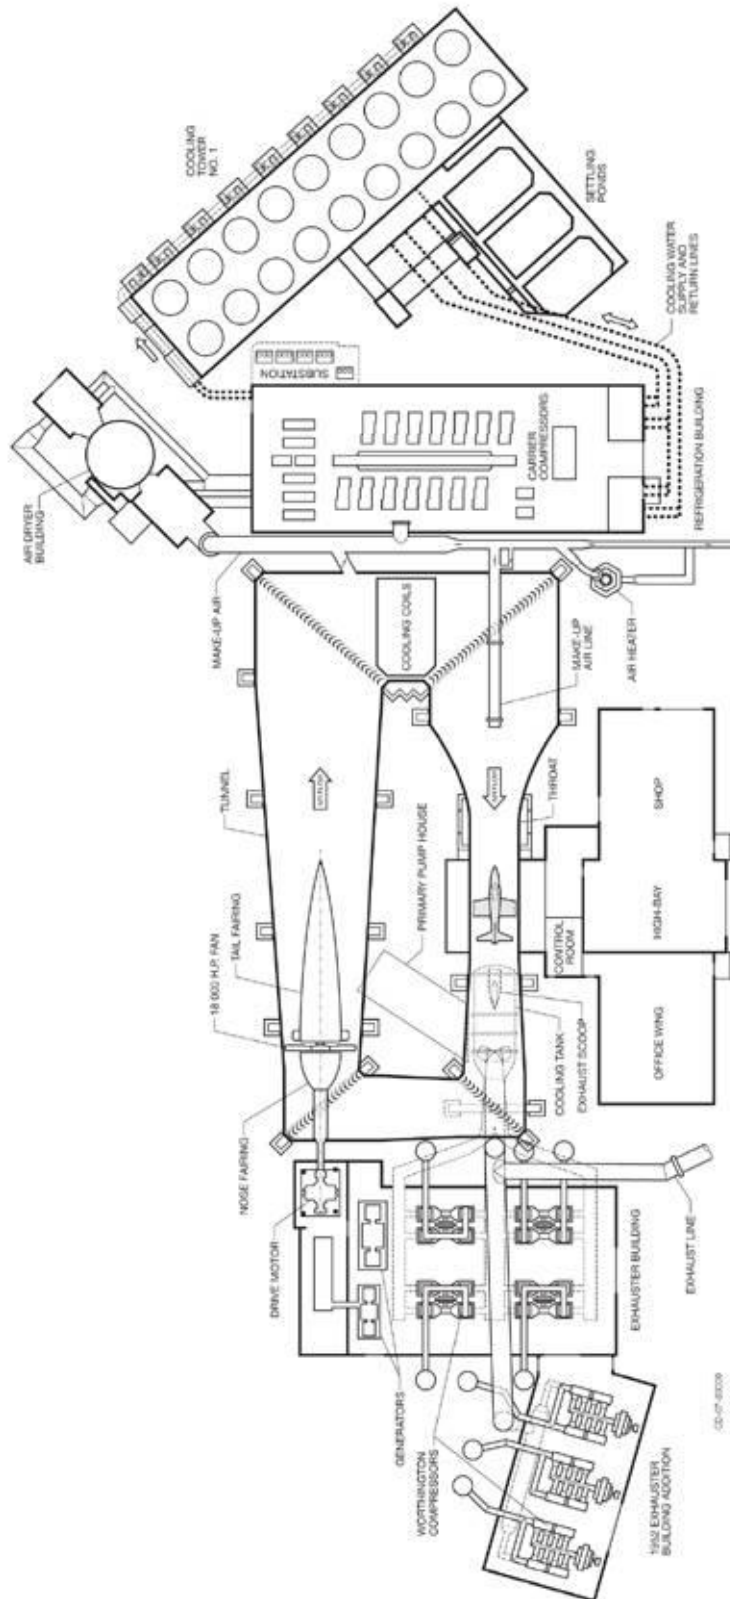 COOLING
TOWER
NO. 1
SETTLING
PONDS
COOLING WATER
SUPPLY AND
RETURN LINES
SUBSTATION
AIR DRYER
BUILDING
CARRIER
COMPRESSORS
REFRIGERATION BUILDING
MAKE-UP AIR
COOLING COILS
MAKE-UP
AIR LINE
AIR HEATER
TUNNEL
AIRFLOW
AIRFLOW
THROAT
SHOP
PRIMARY PUMP HOUSE
TAIL FAIRING
18 000 H.P. FAN
CONTROL
ROOM
HIGH-BAY
OFFICE WING
COOLING TANK
EXHAUST SCOOP
NOSE FAIRING
DRIVE MOTOR
EXHAUSTER BUILDING
EXHAUST LINE
GENERATORS
WORTHINGTON
COMPRESSORS
1952 EXHAUSTER
BUILDING ADDITION